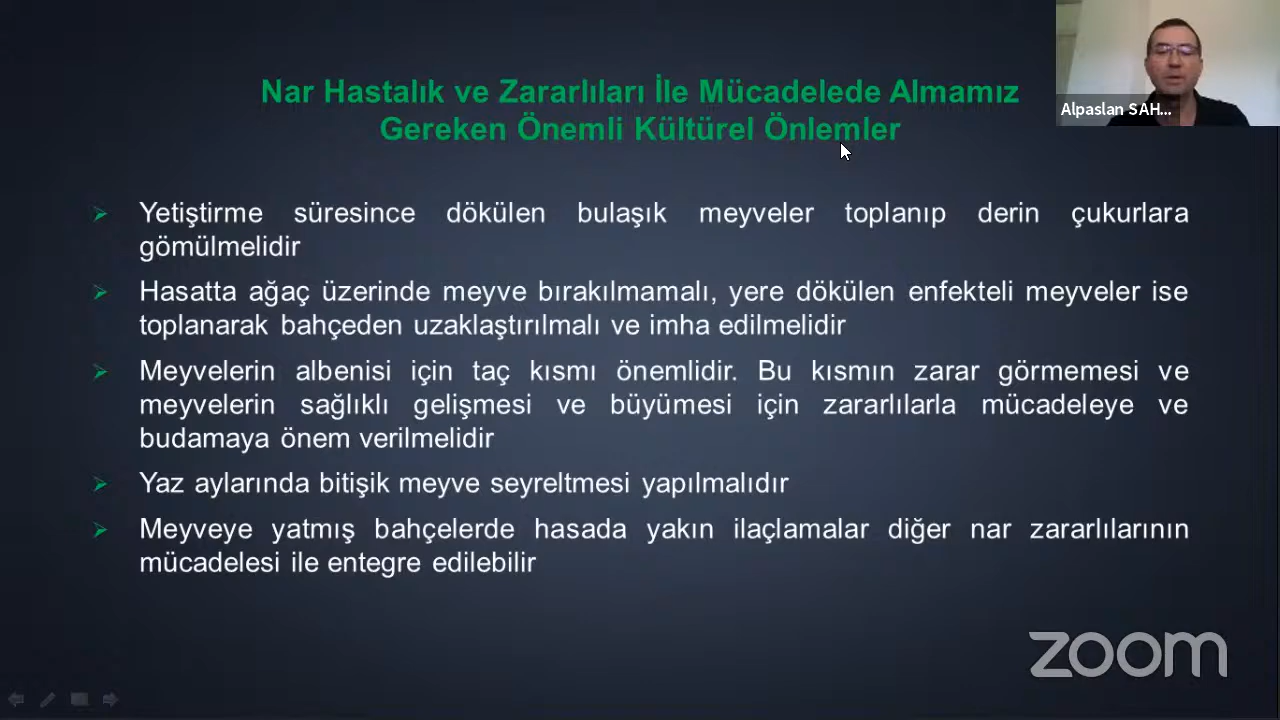 Nar Hastalık ve Zararlıları İle Mücadelede Almamız
Gereken Önemli Kültürel Önlemler
Alpaslan SAH...
Yetiştirme süresince dökülen bulaşık meyveler toplanıp derin çukurlara
gömülmelidir
Hasatta ağaç üzerinde meyve bırakılmamalı, yere dökülen enfekteli meyveler ise
toplanarak bahçeden uzaklaştırılmalı ve imha edilmelidir
Meyvelerin albenisi için taç kısmı önemlidir. Bu kısmın zarar görmemesi ve
meyvelerin sağlıklı gelişmesi ve büyümesi için zararlılarla mücadeleye ve
budamaya önem verilmelidir
Yaz aylarında bitişik meyve seyreltmesi yapılmalıdır
Meyveye yatmış bahçelerde hasada yakın ilaçlamalar diğer nar zararlılarının
mücadelesi ile entegre edilebilir
zoom